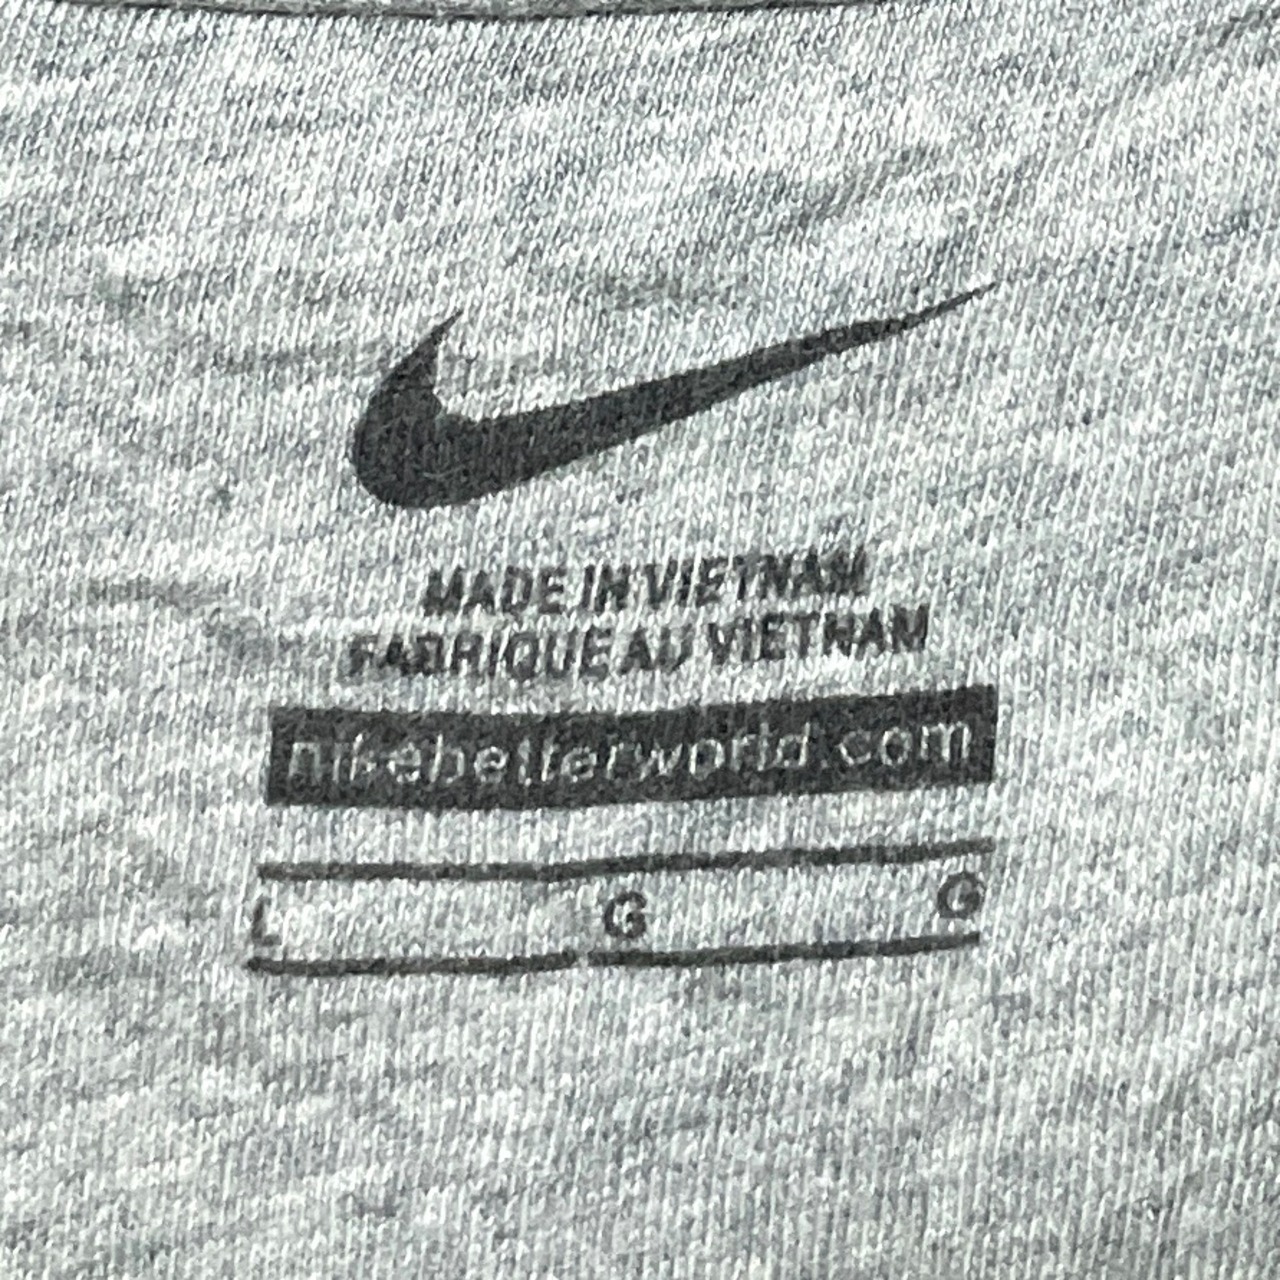 MADE IN VIETNAM
FABRIQUE AU VIETNAM
nikebetterworld.com
L G G